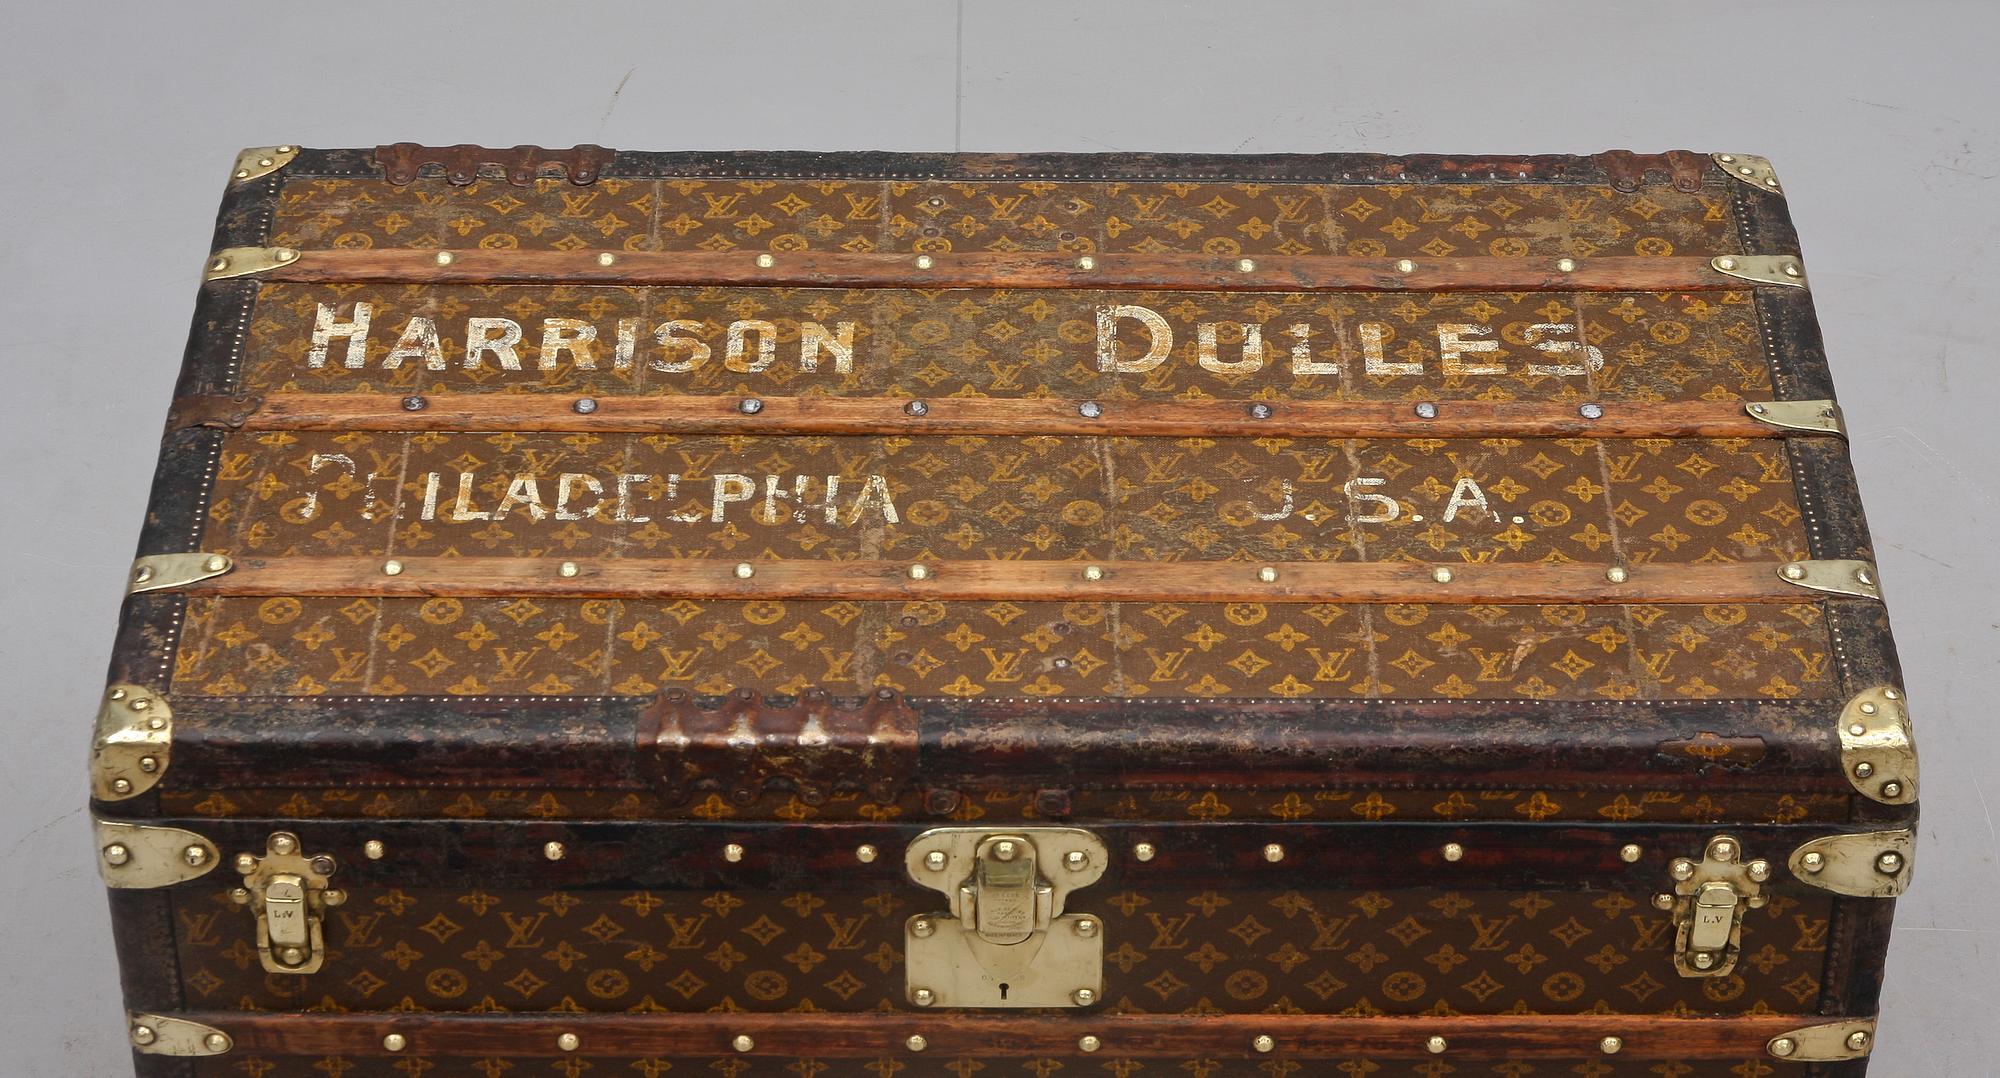 HARRISON DULLES
PHILADELPHIA U.S.A.
L.V
L.V